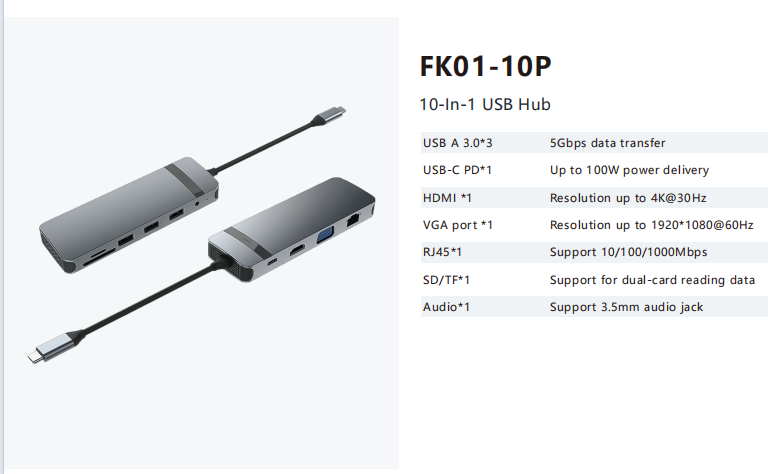 FK01-10P
10-In-1 USB Hub
USB A 3.0*3 5Gbps data transfer
USB-C PD*1 Up to 100W power delivery
HDMI *1 Resolution up to 4K@30Hz
VGA port *1 Resolution up to 1920*1080@60Hz
RJ45*1 Support 10/100/1000Mbps
SD/TF*1 Support for dual-card reading data
Audio*1 Support 3.5mm audio jack